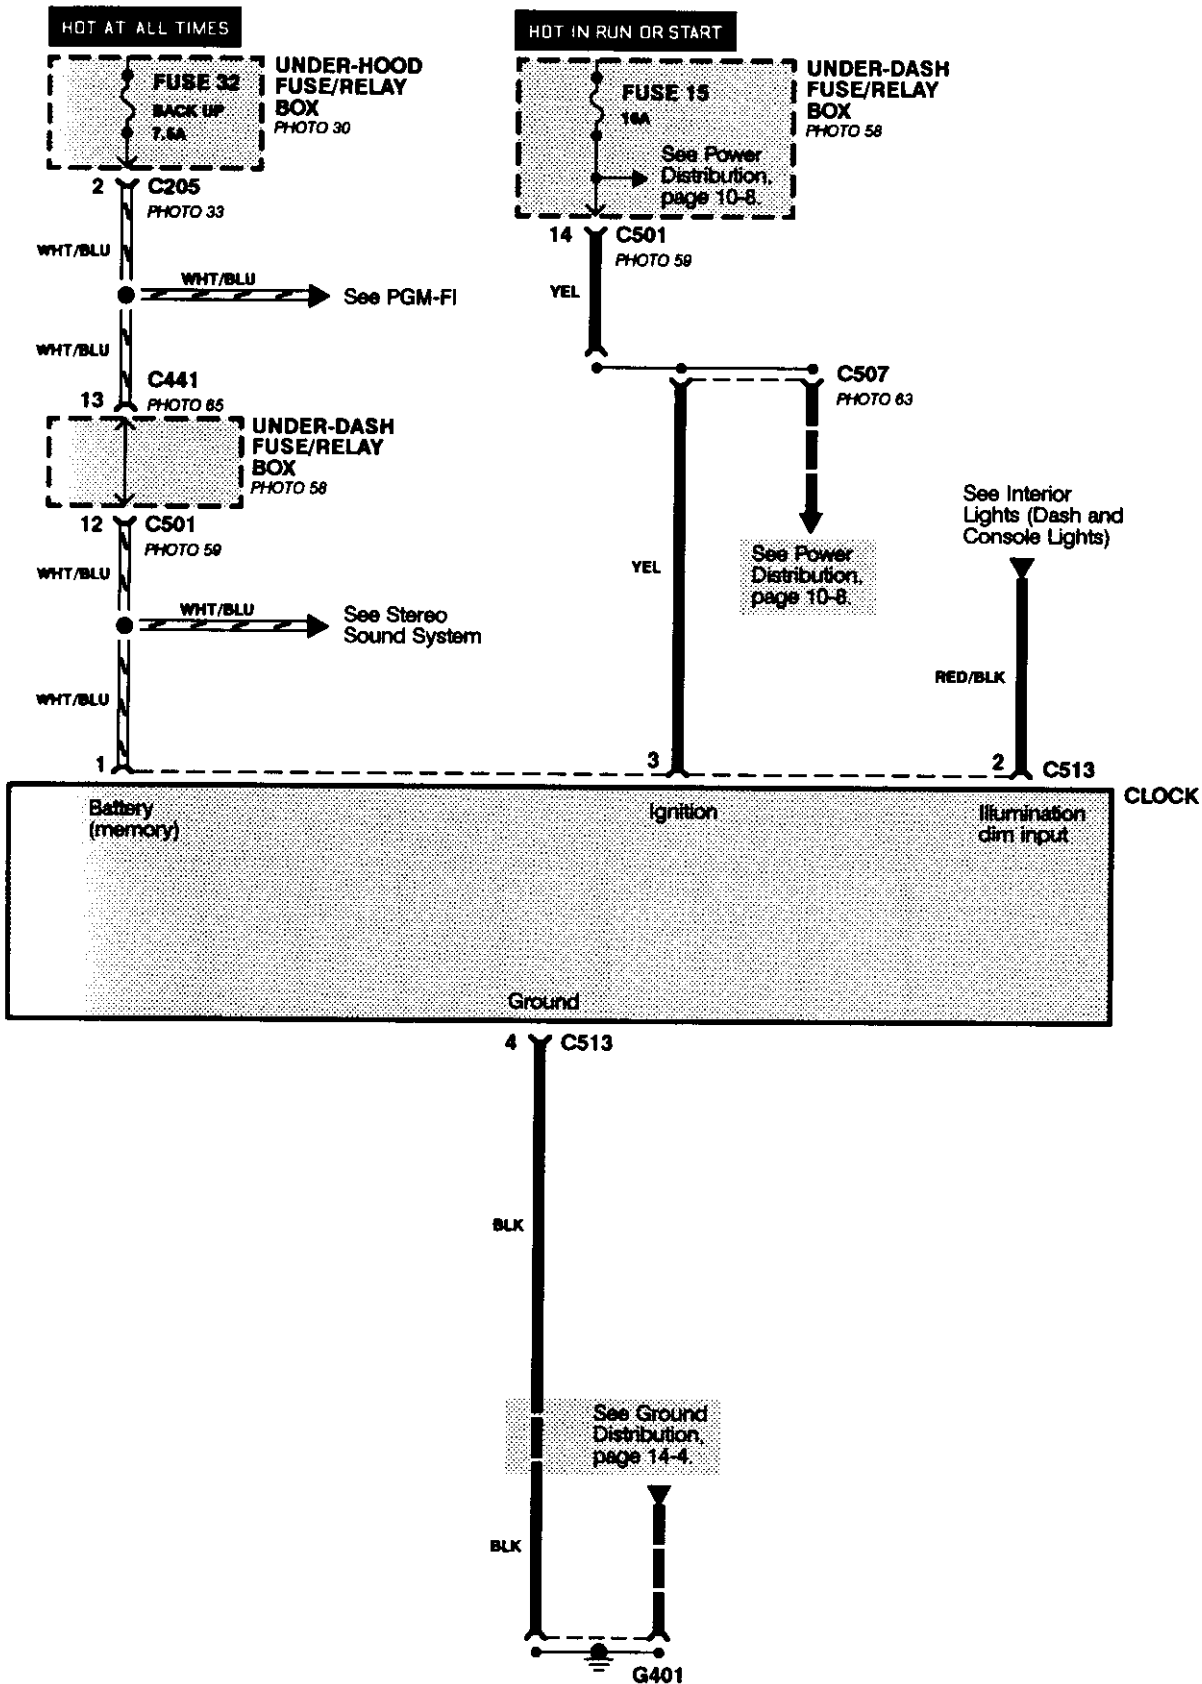 HOT AT ALL TIMES
FUSE 32
BACK UP
7.5A
UNDER-HOOD
FUSE/RELAY
BOX
PHOTO 30
2
C205
PHOTO 33
WHT/BLU
WHT/BLU
See PGM-FI
WHT/BLU
C441
13
PHOTO 65
UNDER-DASH
FUSE/RELAY
BOX
PHOTO 58
12
C501
PHOTO 59
WHT/BLU
WHT/BLU
See Stereo
Sound System
WHT/BLU
1
HOT IN RUN OR START
FUSE 15
See Power
Distribution,
page 10-8.
UNDER-DASH
FUSE/RELAY
BOX
PHOTO 58
14
C501
PHOTO 59
YEL
C507
PHOTO 63
See Power
Distribution,
page 10-8.
YEL
3
See Interior
Lights (Dash and
Console Lights)
RED/BLK
2
C513
CLOCK
Battery
(memory)
Ignition
Illumination
dim input
Ground
4
C513
BLK
See Ground
Distribution,
page 14-4.
BLK
G401